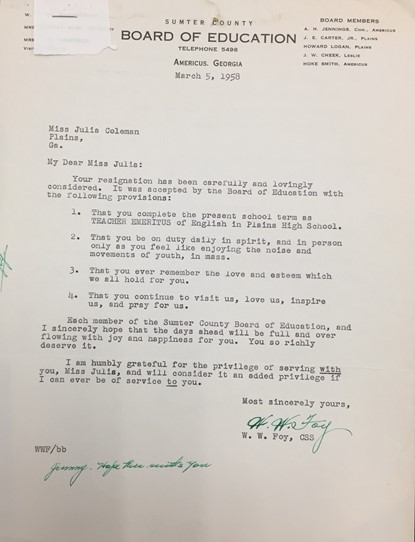 SUMTER COUNTY
BOARD OF EDUCATION
TELEPHONE 5498
AMERICUS, GEORGIA
March 5, 1958
BOARD MEMBERS
A. H. JENNINGS, CHM., AMERICUS
J. E. CARTER, JR., PLAINS
HOWARD LOGAN, PLAINS
J. W. CHEEK, LESLIE
HOKE SMITH, AMERICUS
W.
MRS
MRS
VISIT
Miss Julia Coleman
Plains,
Ga.
My Dear Miss Julia:
Your resignation has been carefully and lovingly
considered. It was accepted by the Board of Education with
the following provisions:
1. That you complete the present school term as
TEACHER EMERITUS of English in Plains High School.
2. That you be on duty daily in spirit, and in person
only as you feel like enjoying the noise and
movements of youth, in mass.
3. That you ever remember the love and esteem which
we all hold for you.
4. That you continue to visit us, love us, inspire
us, and pray for us.
Each member of the Sumter County Board of Education, and
I sincerely hope that the days ahead will be full and over
flowing with joy and happiness for you. You so richly
deserve it.
I am humbly grateful for the privilege of serving with
you, Miss Julia, and will consider it an added privilege if
I can ever be of service to you.
Most sincerely yours,
W. W. Foy
W. W. Foy, CSS
WWF/bb
Jimmy. Hope this suits you